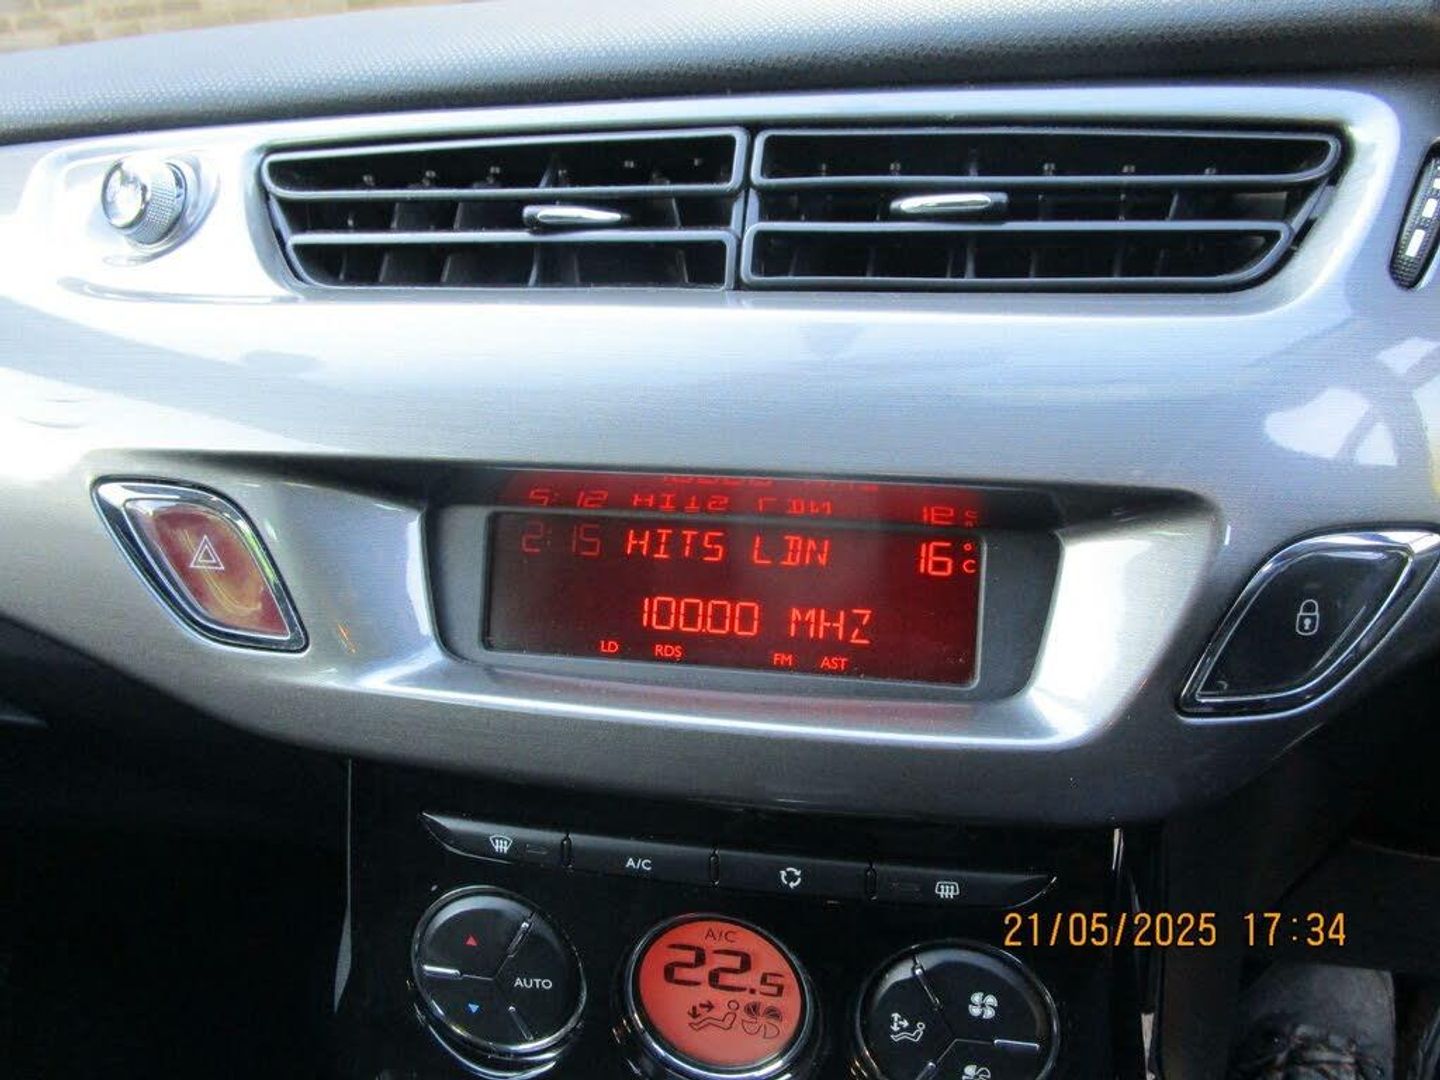 2:15 HITS LDN 16°C
100.00 MHZ
LD RDS FM AST
A/C
AUTO
A/C
22.5
21/05/2025 17:34